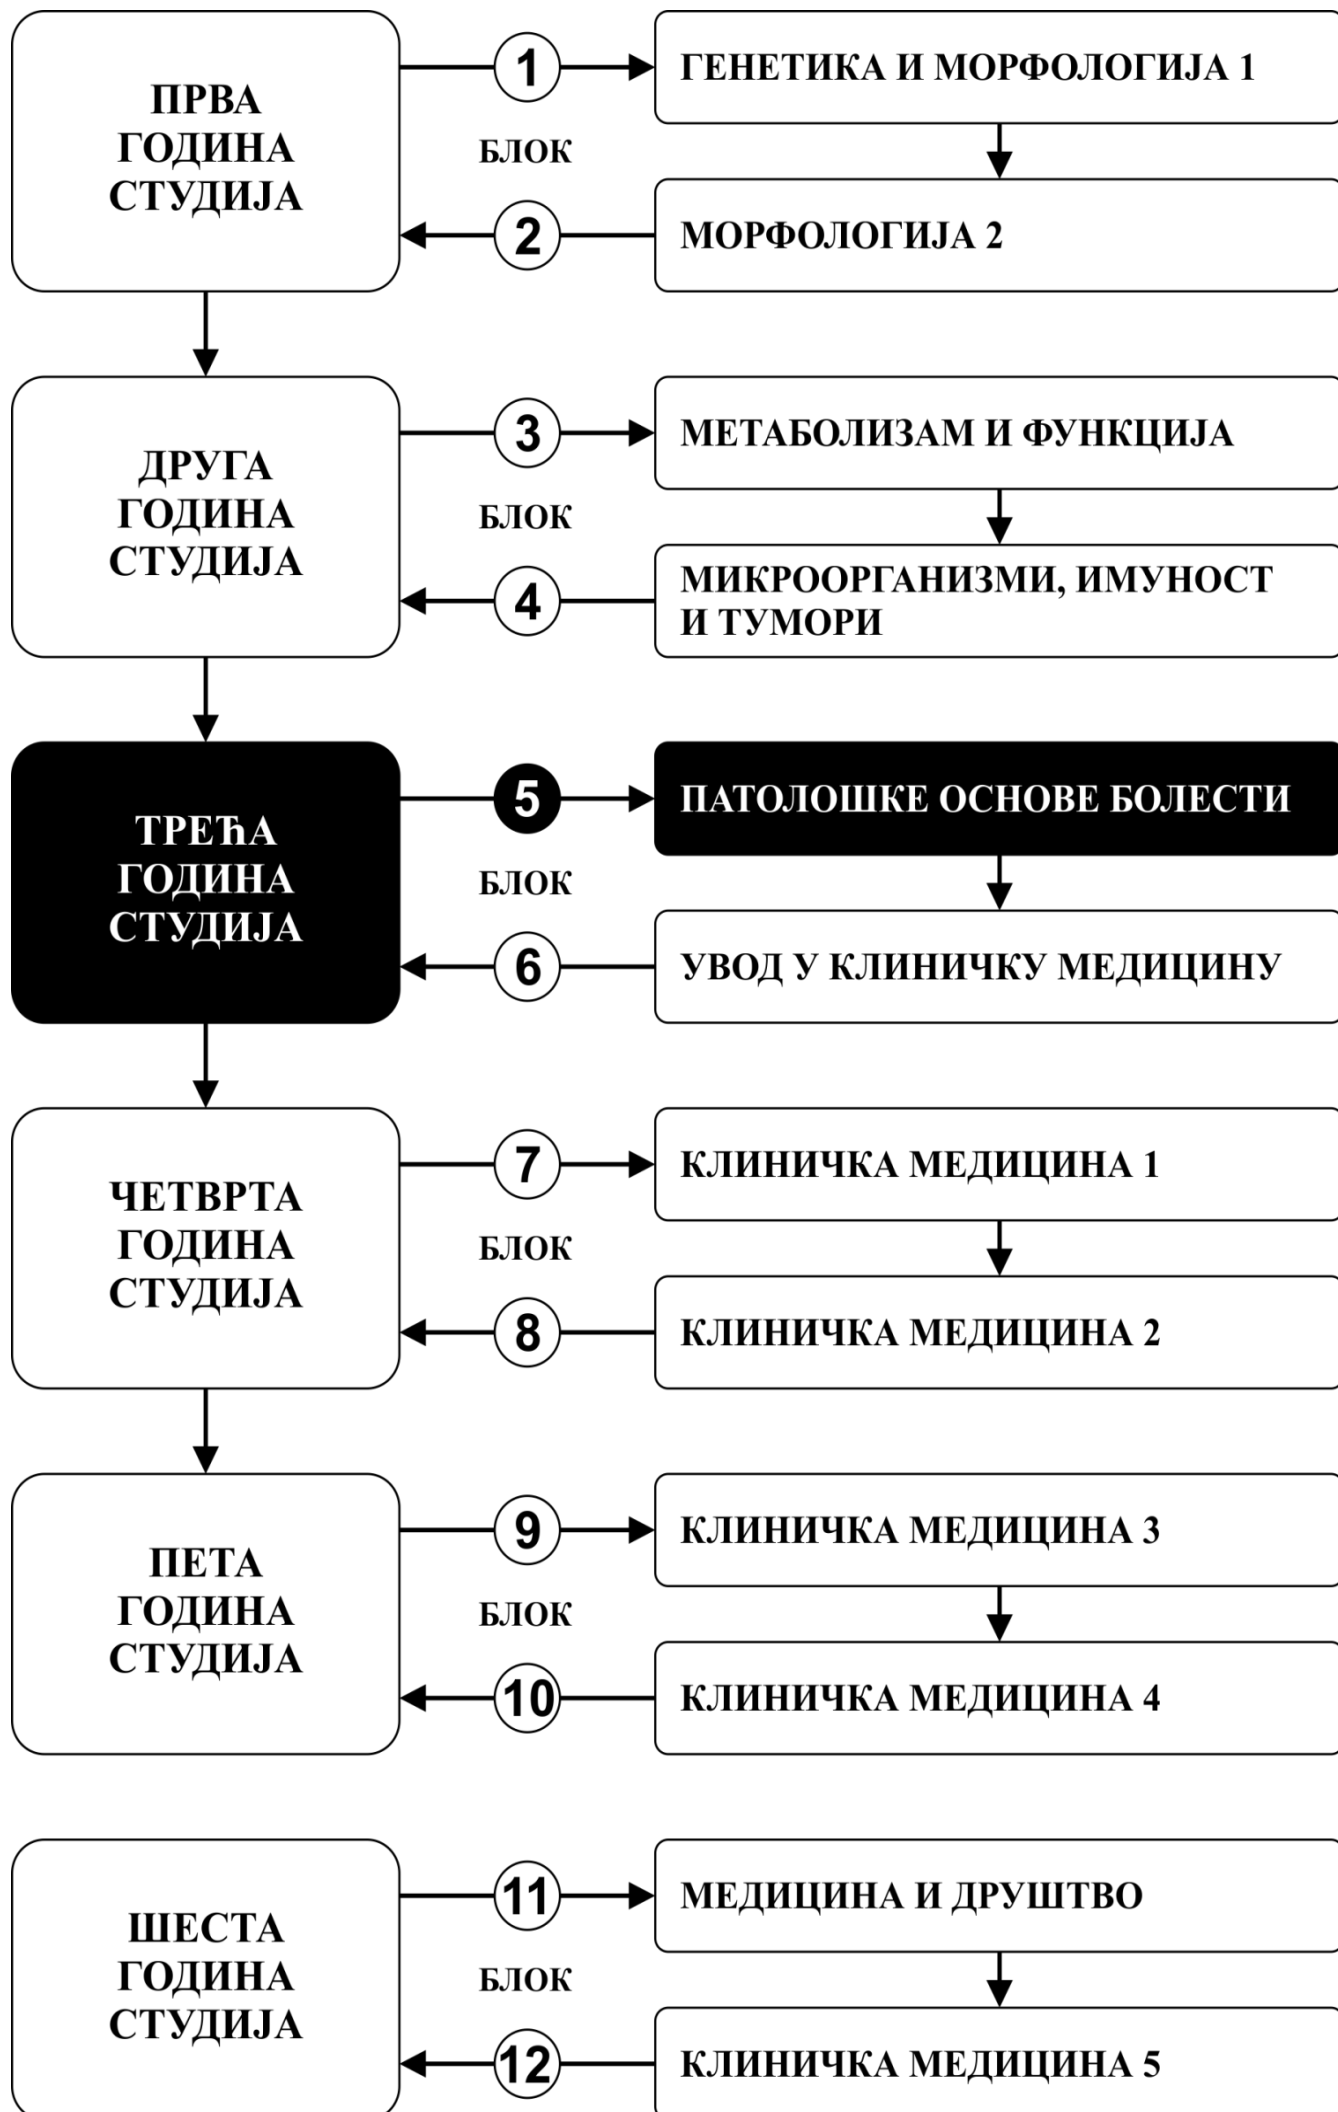 ПРВА
ГОДИНА
СТУДИЈА
1
ГЕНЕТИКА И МОРФОЛОГИЈА 1
БЛОК
2
МОРФОЛОГИЈА 2
ДРУГА
ГОДИНА
СТУДИЈА
3
МЕТАБОЛИЗАМ И ФУНКЦИЈА
БЛОК
4
МИКРООРГАНИЗМИ, ИМУНОСТ
И ТУМОРИ
ТРЕЋА
ГОДИНА
СТУДИЈА
5
ПАТОЛОШКЕ ОСНОВЕ БОЛЕСТИ
БЛОК
6
УВОД У КЛИНИЧКУ МЕДИЦИНУ
ЧЕТВРТА
ГОДИНА
СТУДИЈА
7
КЛИНИЧКА МЕДИЦИНА 1
БЛОК
8
КЛИНИЧКА МЕДИЦИНА 2
ПЕТА
ГОДИНА
СТУДИЈА
9
КЛИНИЧКА МЕДИЦИНА 3
БЛОК
10
КЛИНИЧКА МЕДИЦИНА 4
ШЕСТА
ГОДИНА
СТУДИЈА
11
МЕДИЦИНА И ДРУШТВО
БЛОК
12
КЛИНИЧКА МЕДИЦИНА 5